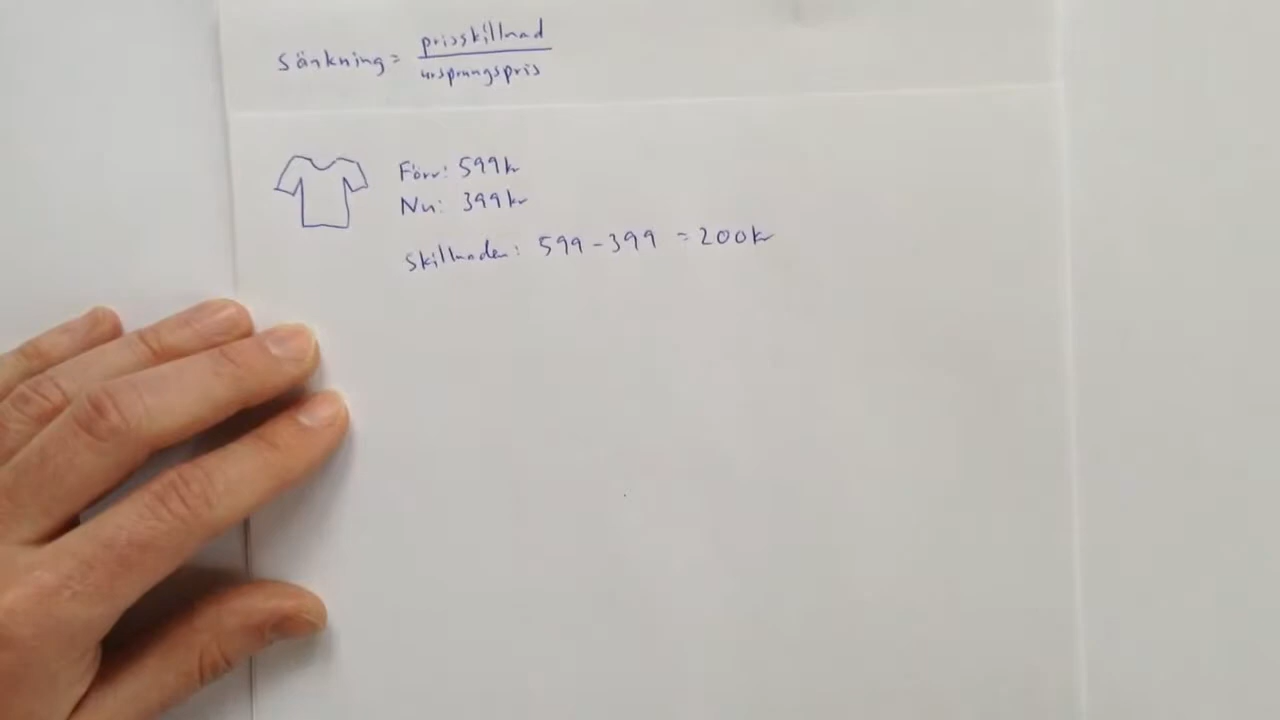 Sänkning = prisskillnad / ursprungspris
Förr: 599kr
Nu: 399kr
Skillnaden: 599 - 399 = 200kr